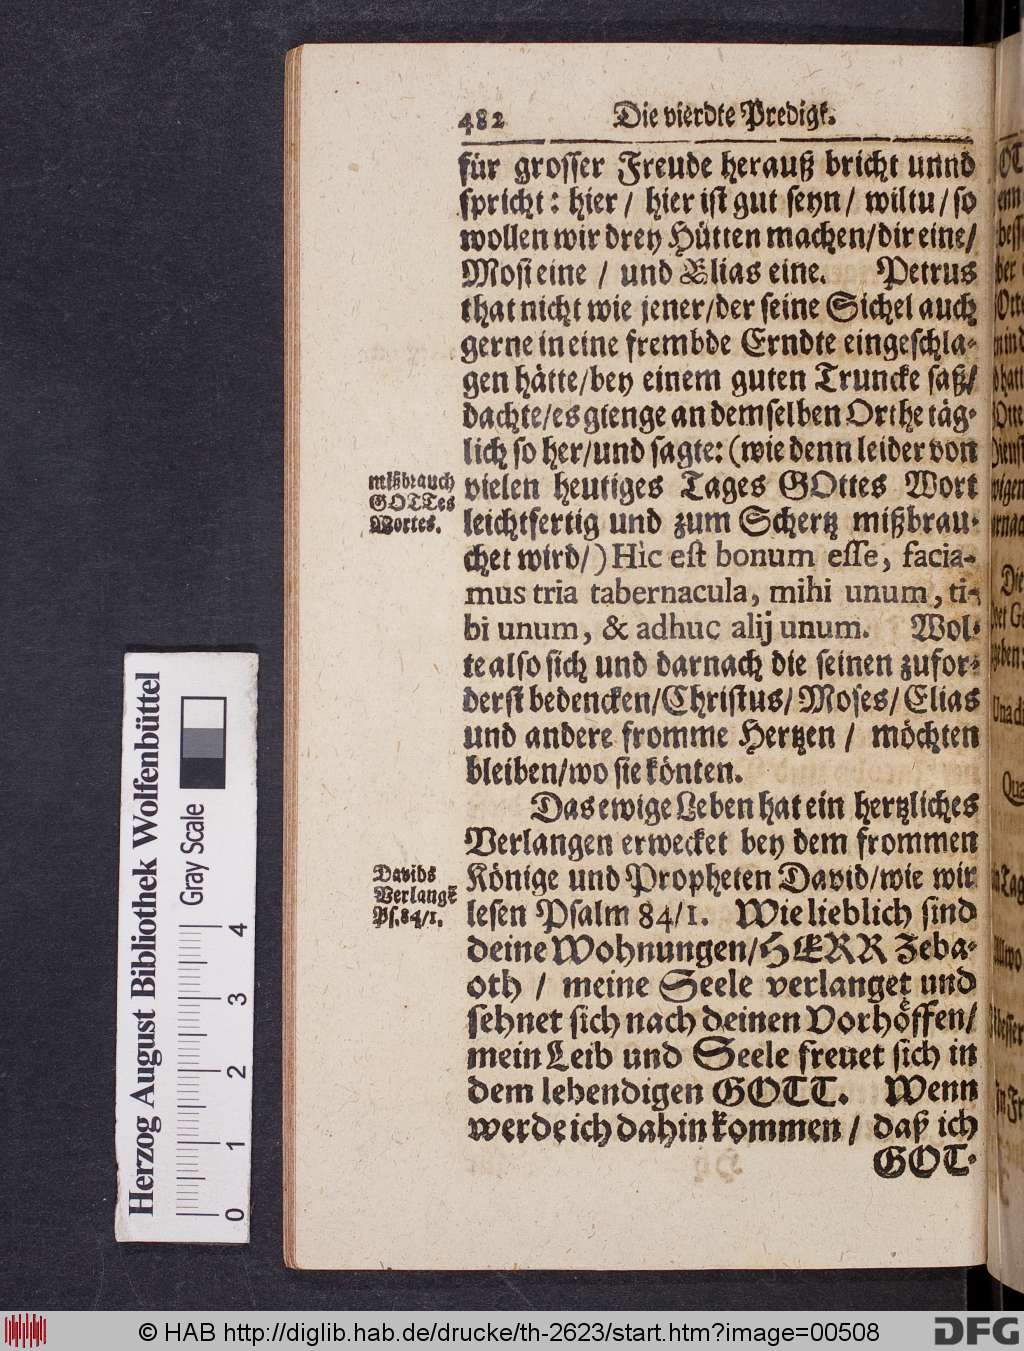 482 Die vierdte Predigt.
für grosser Freude herauß bricht unnd
spricht: hier / hier ist gut seyn / wiltu / so
wollen wir drey Hütten machen/dir eine/
Mosi eine / und Elias eine. Petrus
that nicht wie jener/der seine Sichel auch
gerne in eine frembde Erndte eingeschla-
gen hätte/bey einem guten Truncke saß/
dachte/es gienge an demselben Orthe täg-
lich so her/und sagte: (wie denn leider von
mißbrauch
GOTTes
Wortes.
vielen heutiges Tages GOttes Wort
leichtfertig und zum Schertz mißbrau-
chet wird/) Hìc est bonum esse, facia-
mus tria tabernacula, mihi unum, ti-
bi unum, & adhuc alij unum. Wol-
te also sich und darnach die seinen zufor-
derst bedencken/Christus/ Moses/ Elias
und andere fromme Hertzen / möchten
bleiben/wo sie könten.
Das ewige Leben hat ein hertzliches
Verlangen erwecket bey dem frommen
Davids
Verlangẽ
Ps. 84/1.
Könige und Propheten David/wie wir
lesen Psalm 84/1. Wie lieblich sind
deine Wohnungen/HERR Zeba-
oth / meine Seele verlanget und
sehnet sich nach deinen Vorhöffen/
mein Leib und Seele freuet sich in
dem lebendigen GOTT. Wenn
werde ich dahin kommen / daß ich
GOT-
Herzog August Bibliothek Wolfenbüttel
Gray Scale
0 1 2 3 4
© HAB http://diglib.hab.de/drucke/th-2623/start.htm?image=00508
DFG